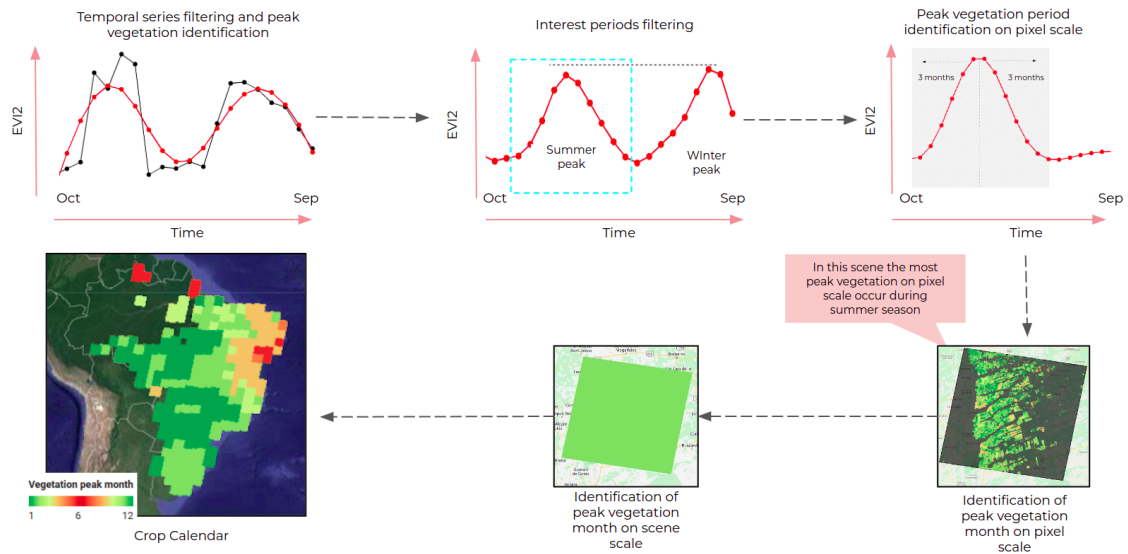 Temporal series filtering and peak
vegetation identification
Interest periods filtering
Peak vegetation period
identification on pixel scale
EVI2
Oct
Sep
Time
EVI2
Summer
peak
WInter
peak
Oct
Sep
Time
EVI2
3 months
3 months
Oct
Sep
Time
In this scene the most
peak vegetation on pixel
scale occur during
summer season
Vegetation peak month
1
6
12
Crop Calendar
Identification of
peak vegetation
month on scene
scale
Identification of
peak vegetation
month on pixel
scale